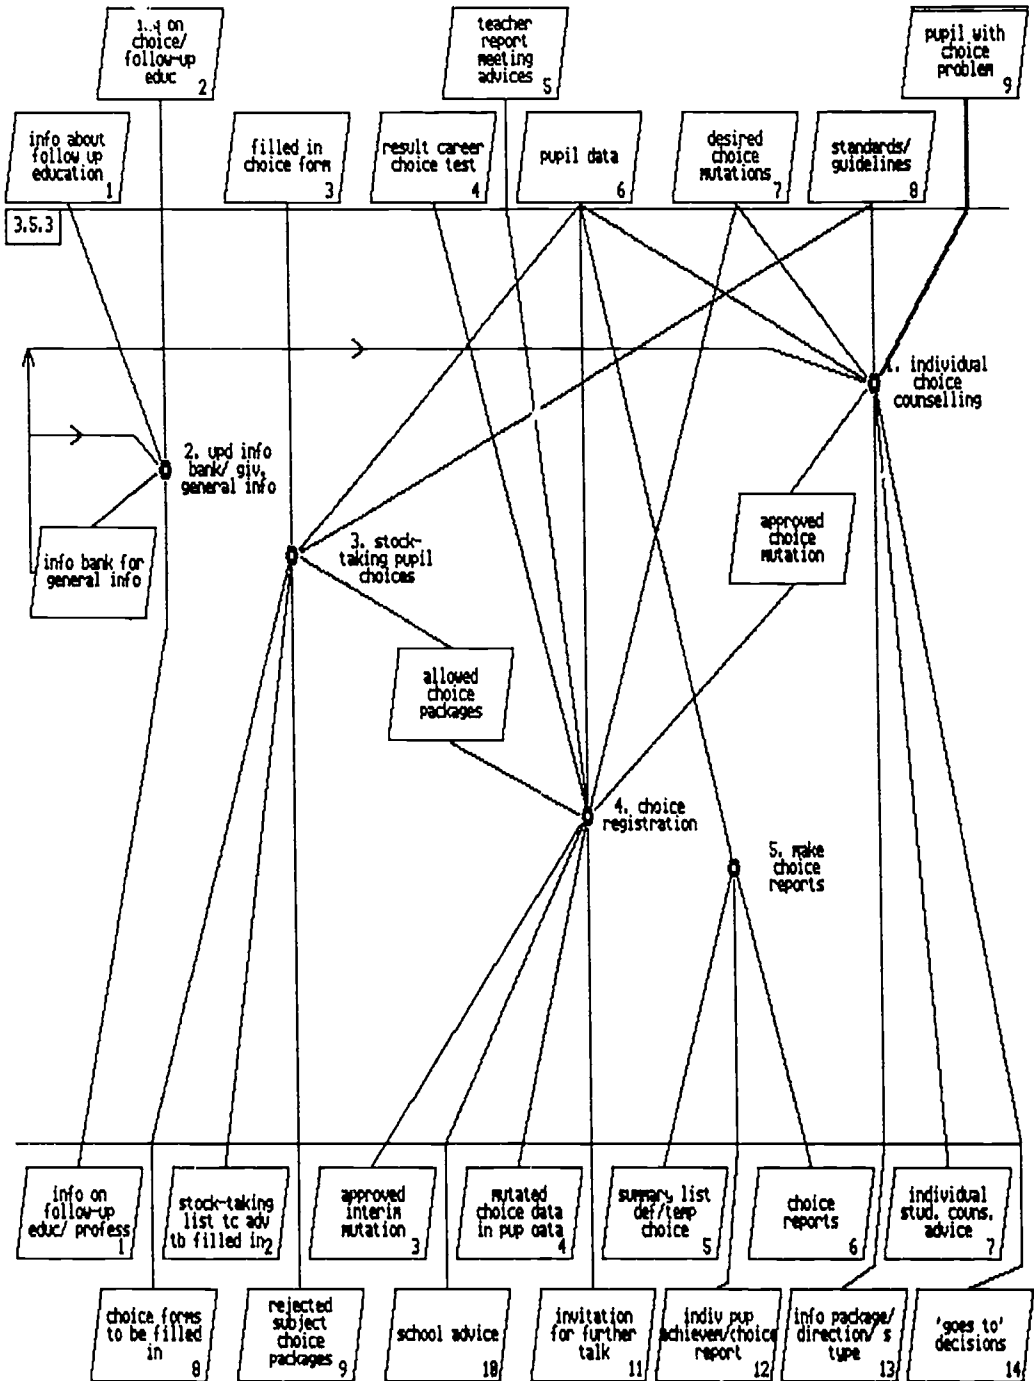 on
choice/
follow-up
educ
2
teacher
report
meeting
advices
5
pupil with
choice
problem
9
info about
follow up
education
1
filled in
choice form
3
result career
choice test
4
pupil data
6
desired
choice
mutations
7
standards/
guidelines
8
3.5.3
1. individual
choice
counselling
2. upd info
bank/ giv.
general info
info bank for
general info
3. stock-
taking pupil
choices
approved
choice
mutation
allowed
choice
packages
4. choice
registration
5. make
choice
reports
info on
follow-up
educ/ profess
1
stock-taking
list tc adv
tb filled in
2
approved
interim
mutation
3
mutated
choice data
in pup data
4
summary list
def/temp
choice
5
choice
reports
6
individual
stud. couns.
advice
7
choice forms
to be filled
in
8
rejected
subject
choice
packages
9
school advice
10
invitation
for further
talk
11
indiv pup
achievem/choice
report
12
info package/
direction/ s
type
13
'goes to'
decisions
14